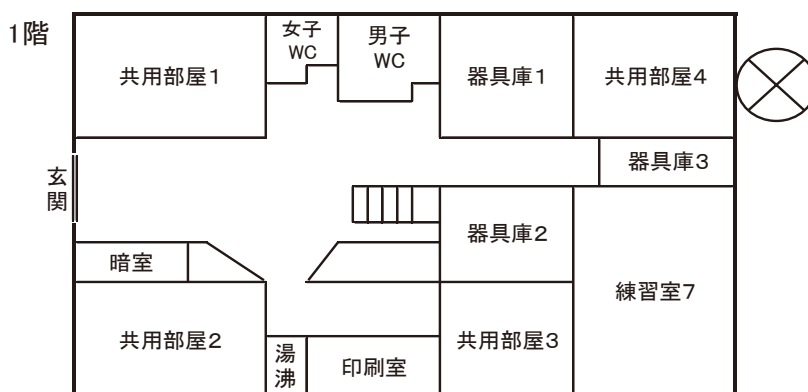 1階
共用部屋1
女子
WC
男子
WC
器具庫1
共用部屋4
玄関
器具庫3
暗室
器具庫2
練習室7
共用部屋2
湯沸
印刷室
共用部屋3